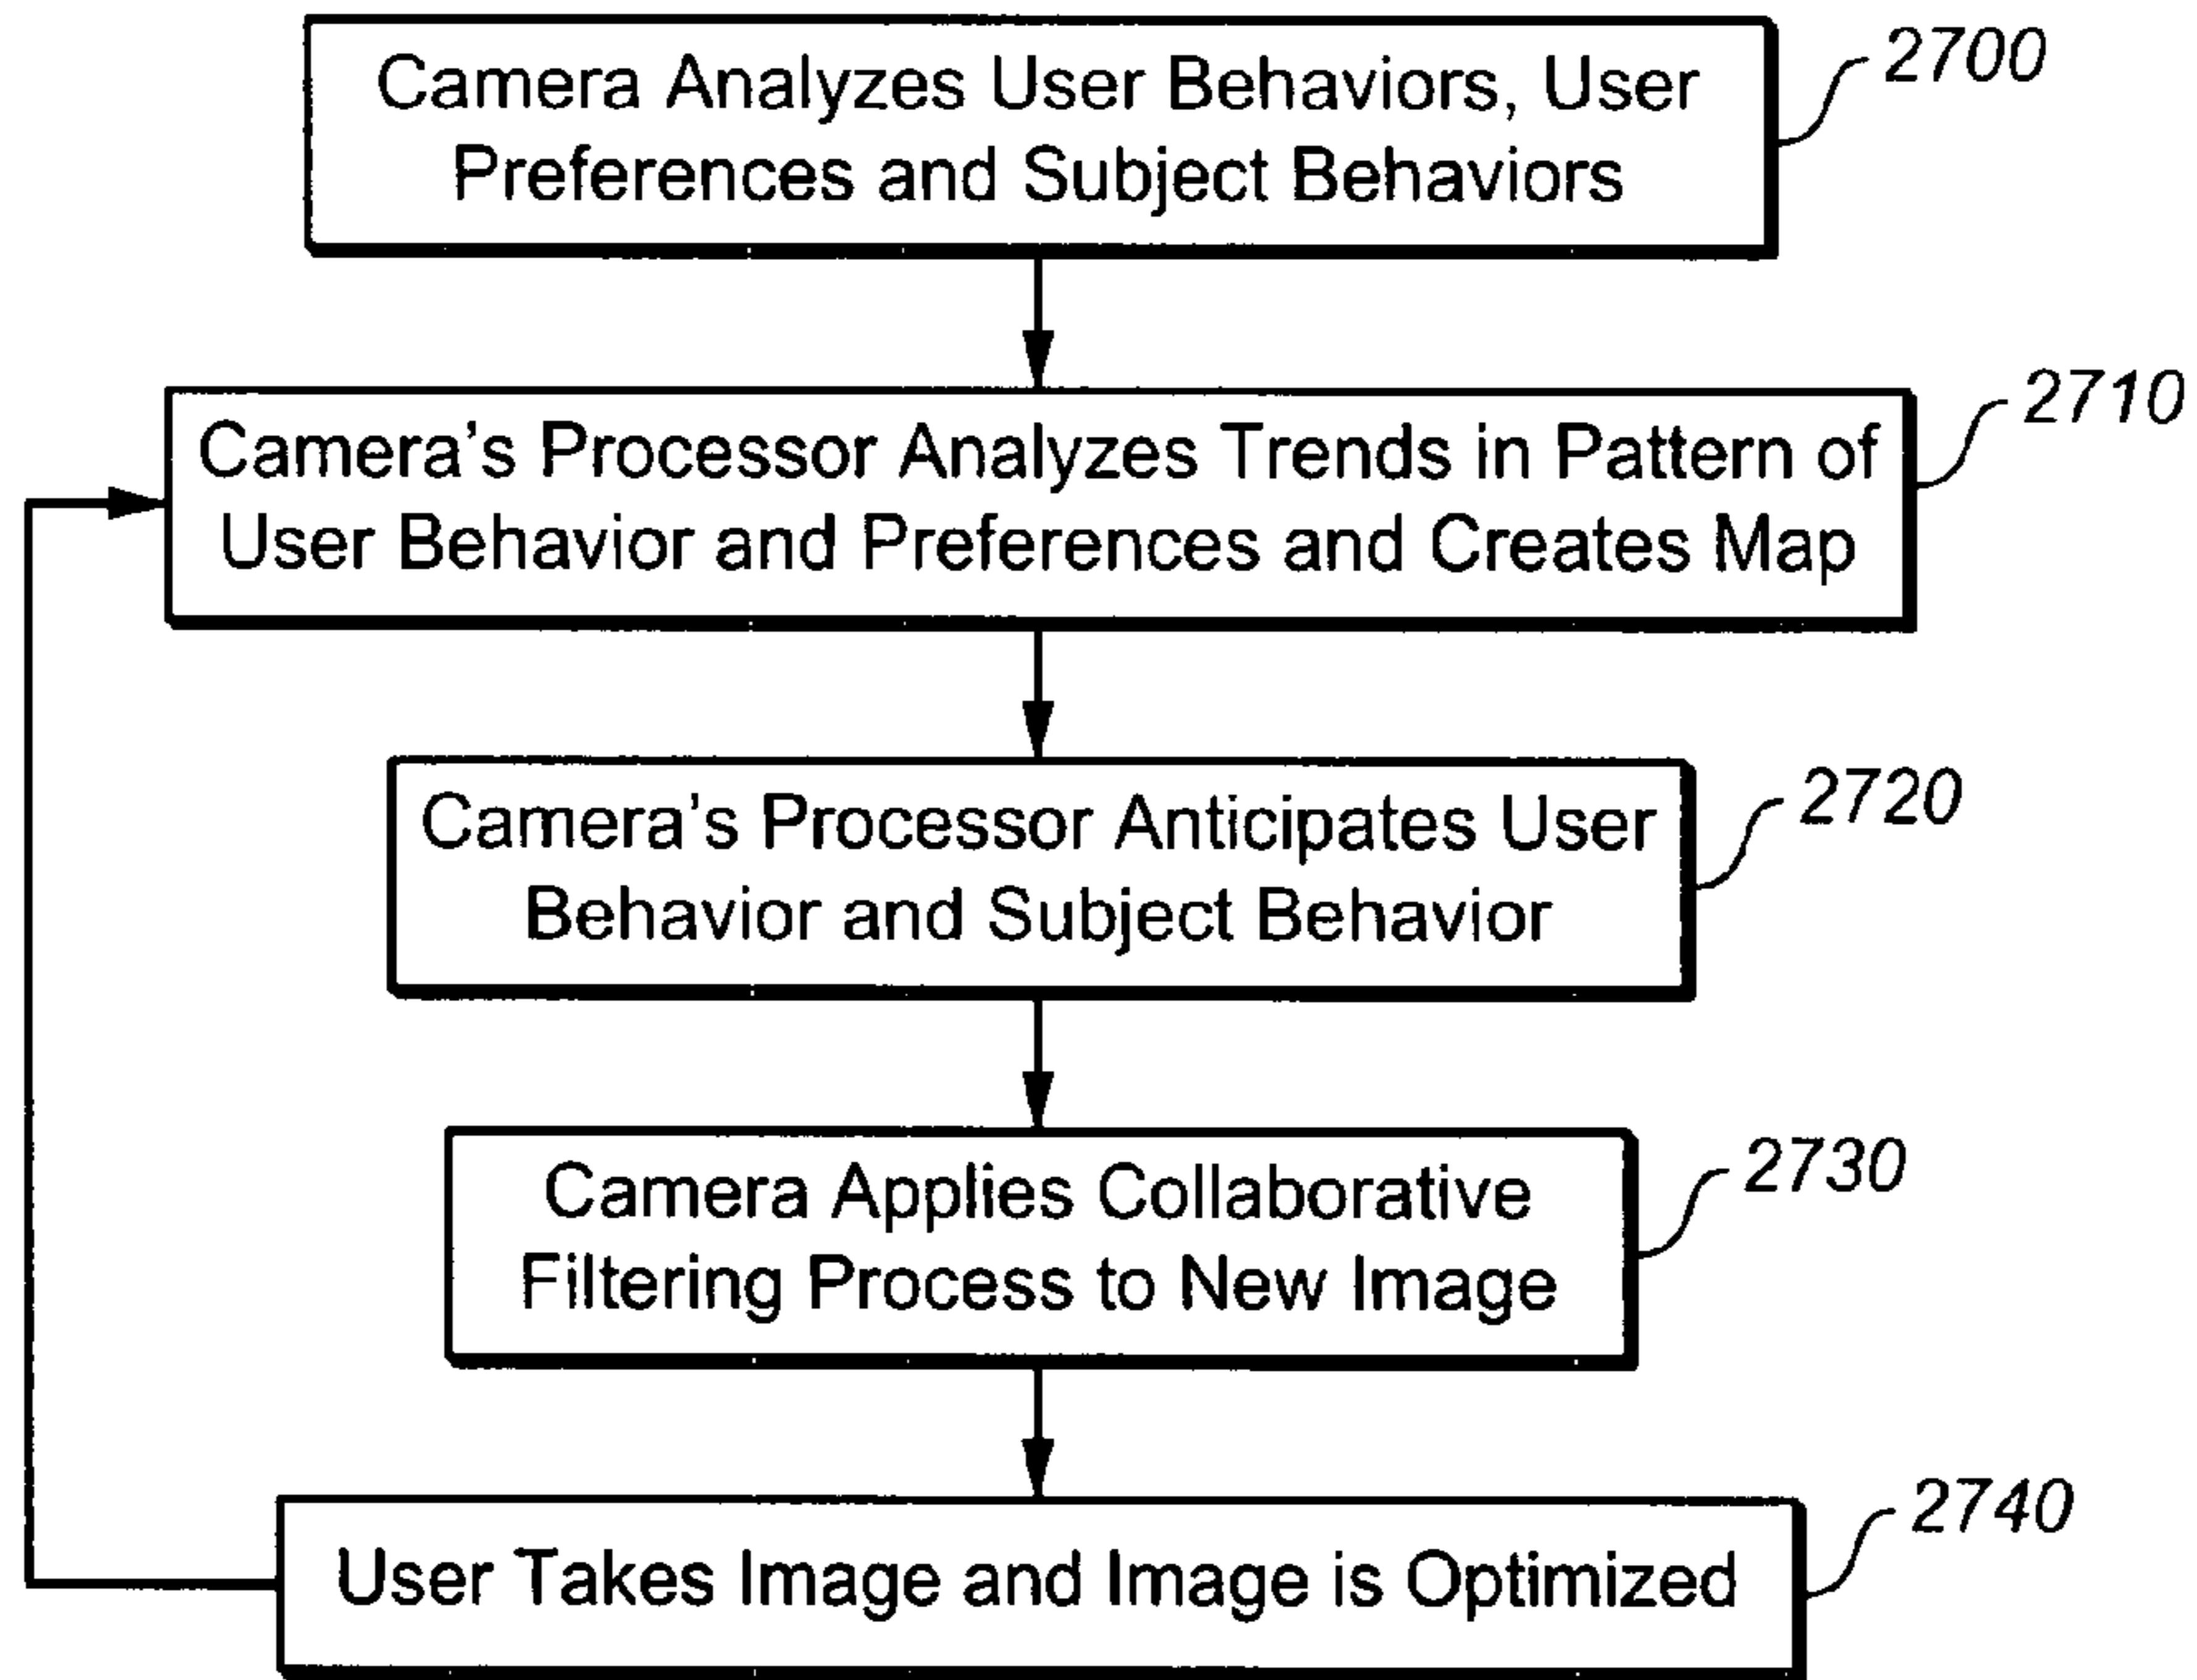 Camera Analyzes User Behaviors, User
Preferences and Subject Behaviors
2700
Camera's Processor Analyzes Trends in Pattern of
User Behavior and Preferences and Creates Map
2710
Camera's Processor Anticipates User
Behavior and Subject Behavior
2720
Camera Applies Collaborative
Filtering Process to New Image
2730
User Takes Image and Image is Optimized
2740